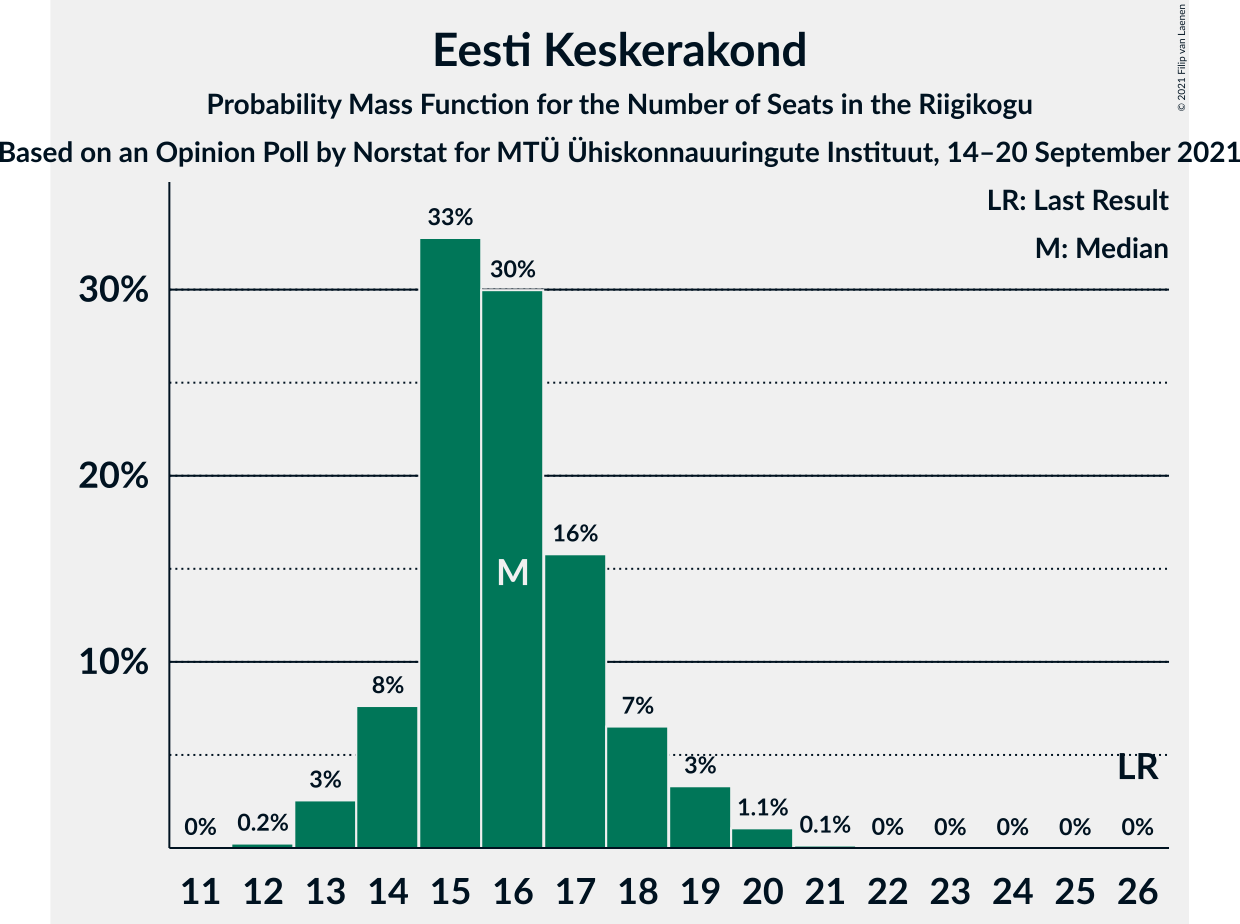 Eesti Keskerakond
Probability Mass Function for the Number of Seats in the Riigikogu
Based on an Opinion Poll by Norstat for MTÜ Ühiskonnauuringute Instituut, 14–20 September 2021
© 2021 Filip van Laenen
LR: Last Result
M: Median
30%
20%
10%
0%
0.2%
3%
8%
33%
30%
16%
7%
3%
1.1%
0.1%
0%
0%
0%
0%
0%
M
LR
11 12 13 14 15 16 17 18 19 20 21 22 23 24 25 26